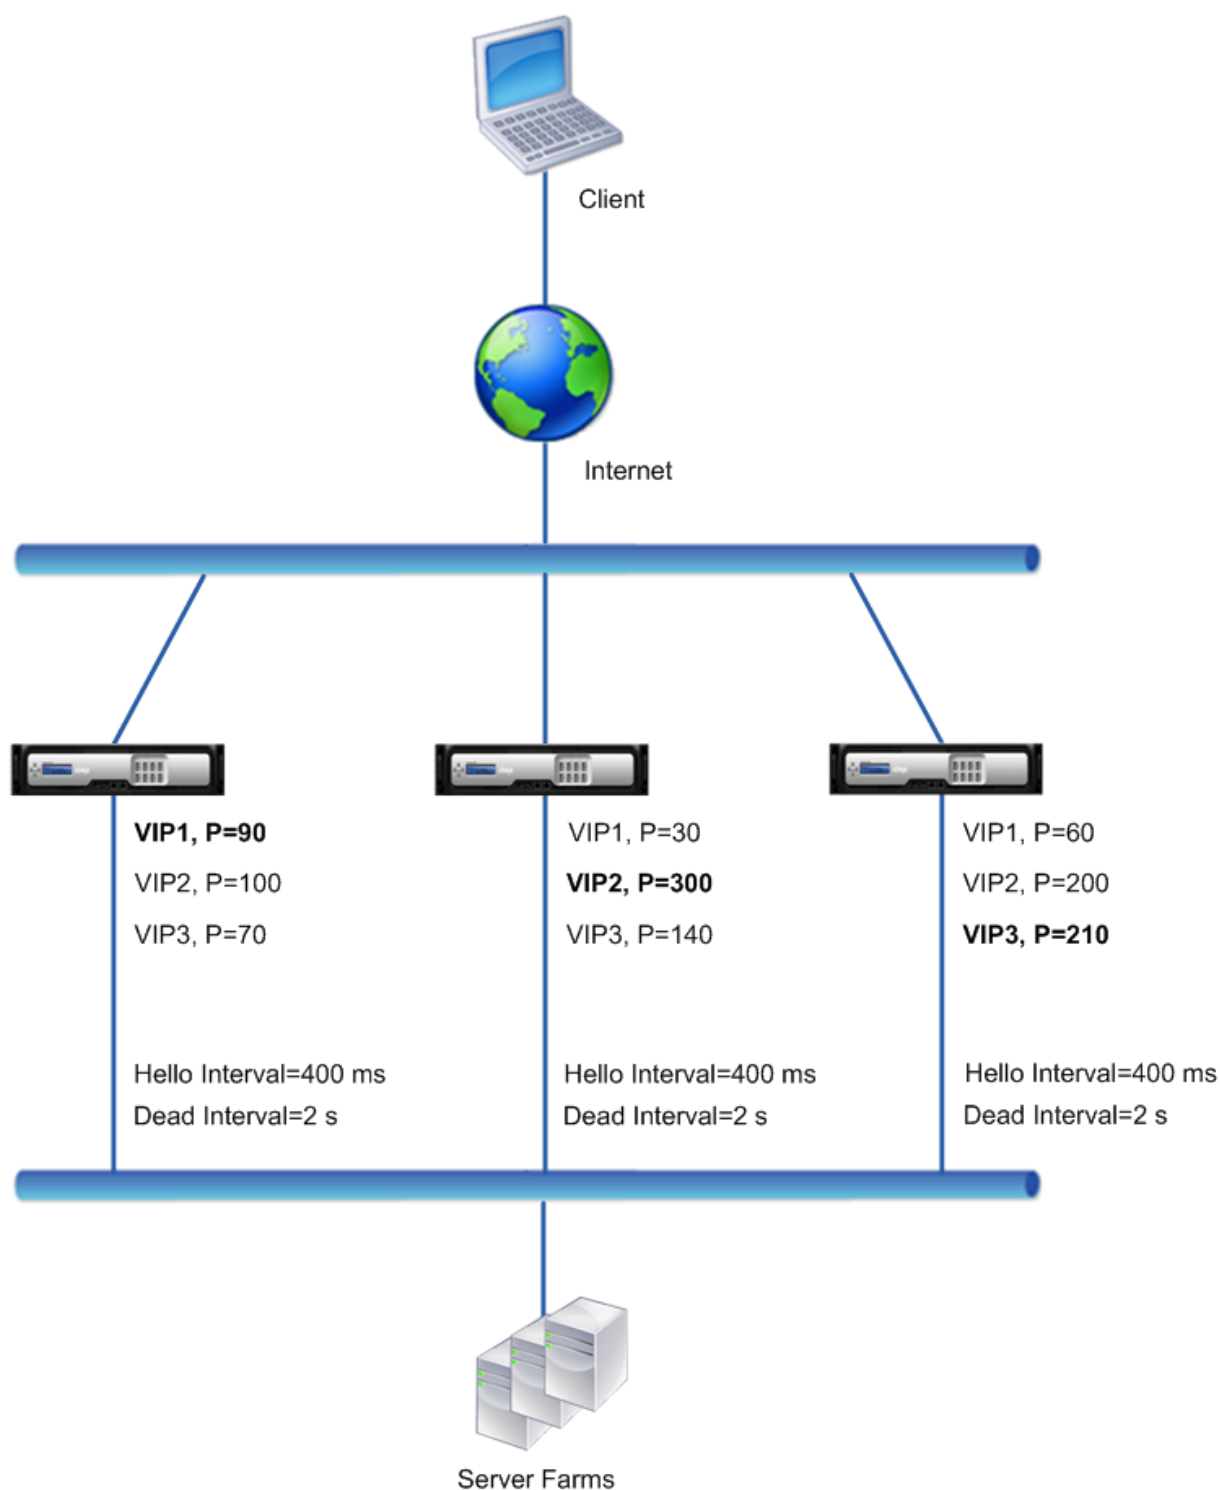 Client
Internet
VIP1, P=90
VIP2, P=100
VIP3, P=70
Hello Interval=400 ms
Dead Interval=2 s
VIP1, P=30
VIP2, P=300
VIP3, P=140
Hello Interval=400 ms
Dead Interval=2 s
VIP1, P=60
VIP2, P=200
VIP3, P=210
Hello Interval=400 ms
Dead Interval=2 s
Server Farms